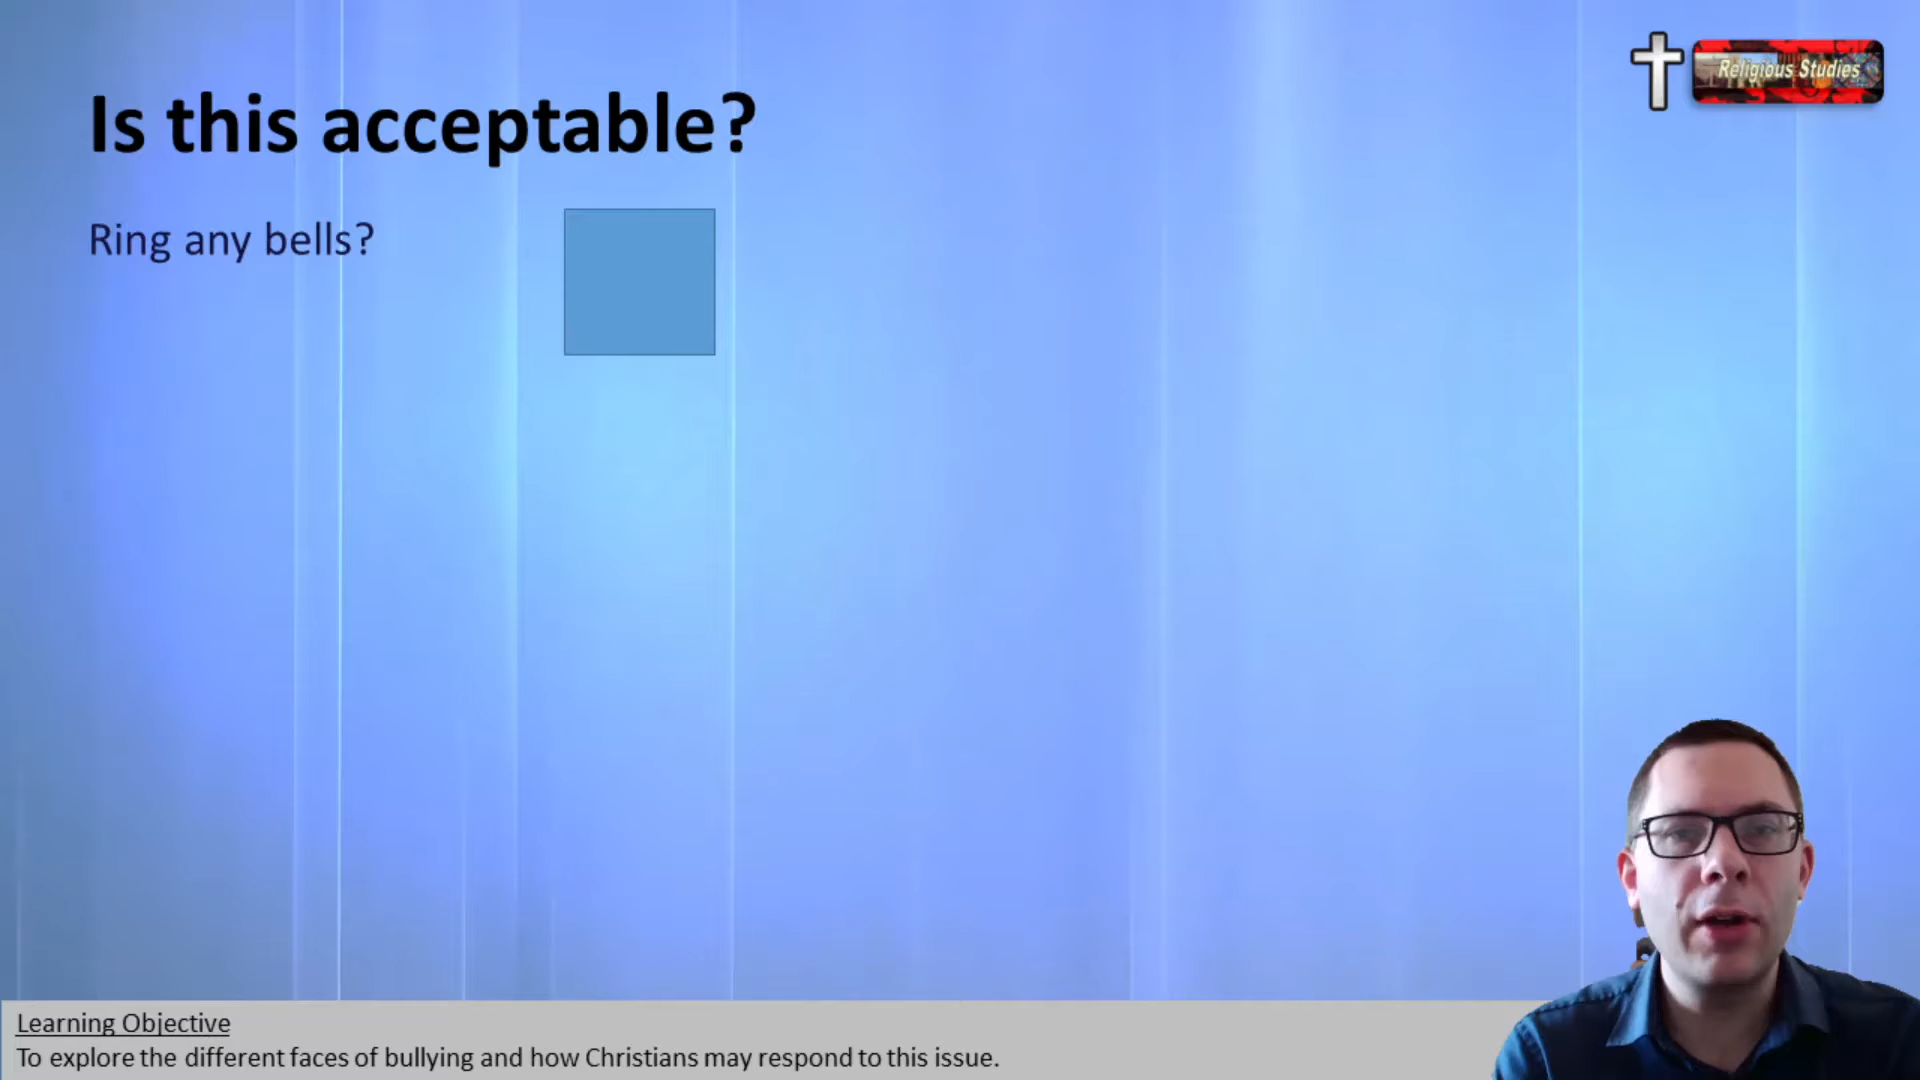 Is this acceptable?
Religious Studies
Ring any bells?
Learning Objective
To explore the different faces of bullying and how Christians may respond to this issue.